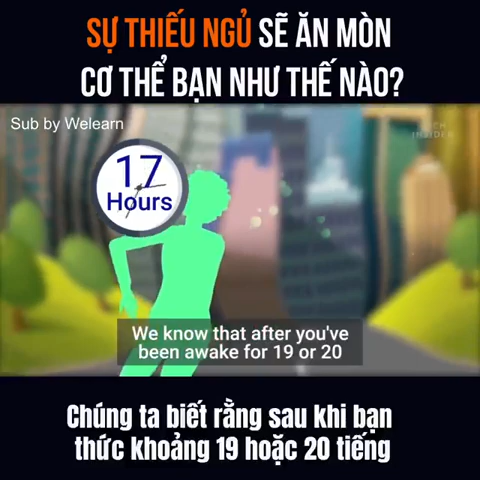 SỰ THIẾU NGỦ SẼ ĂN MÒN
CƠ THỂ BẠN NHƯ THẾ NÀO?
Sub by Welearn
TECH
INSIDER
17
Hours
We know that after you've
been awake for 19 or 20
Chúng ta biết rằng sau khi bạn
thức khoảng 19 hoặc 20 tiếng